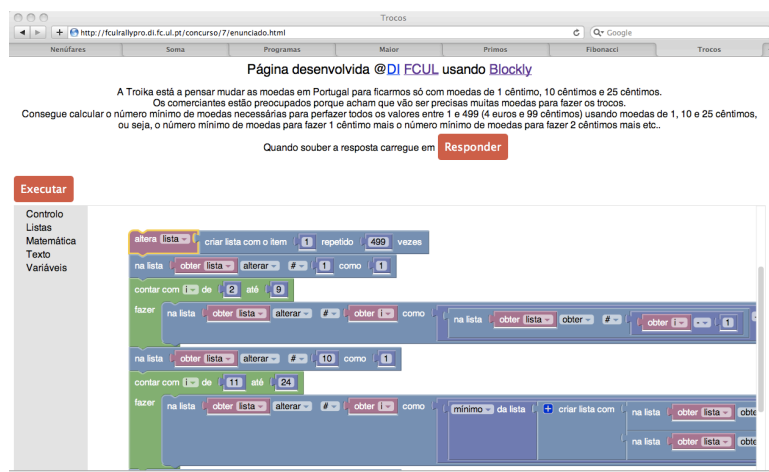 Trocos
http://fculrallypro.di.fc.ul.pt/concurso/7/enunciado.html
Google
Nenúfares Soma Programas Maior Primos Fibonacci Trocos
Página desenvolvida @DI FCUL usando Blockly
A Troika está a pensar mudar as moedas em Portugal para ficarmos só com moedas de 1 cêntimo, 10 cêntimos e 25 cêntimos.
Os comerciantes estão preocupados porque acham que vão ser precisas muitas moedas para fazer os trocos.
Consegue calcular o número mínimo de moedas necessárias para perfazer todos os valores entre 1 e 499 (4 euros e 99 cêntimos) usando moedas de 1, 10 e 25 cêntimos,
ou seja, o número mínimo de moedas para fazer 1 cêntimo mais o número mínimo de moedas para fazer 2 cêntimos mais etc..
Quando souber a resposta carregue em Responder
Executar
Controlo
Listas
Matemática
Texto
Variáveis
altera lista criar lista com o item 1 repetido 499 vezes
na lista obter lista alterar # 1 como 1
contar com i de 2 até 9
fazer na lista obter lista alterar # obter i como na lista obter lista obter # obter i - 1
na lista obter lista alterar # 10 como 1
contar com i de 11 até 24
fazer na lista obter lista alterar # obter i como mínimo da lista + criar lista com na lista obter lista obte
na lista obter lista obte